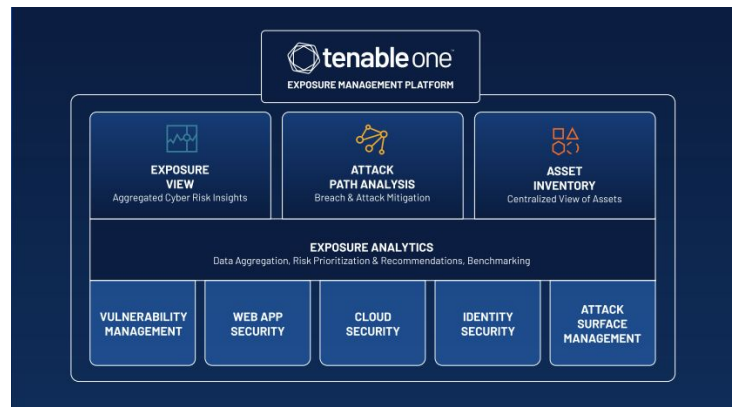 tenable one
EXPOSURE MANAGEMENT PLATFORM
EXPOSURE
VIEW
Aggregated Cyber Risk Insights
ATTACK
PATH ANALYSIS
Breach & Attack Mitigation
ASSET
INVENTORY
Centralized View of Assets
EXPOSURE ANALYTICS
Data Aggregation, Risk Prioritization & Recommendations, Benchmarking
VULNERABILITY
MANAGEMENT
WEB APP
SECURITY
CLOUD
SECURITY
IDENTITY
SECURITY
ATTACK
SURFACE
MANAGEMENT